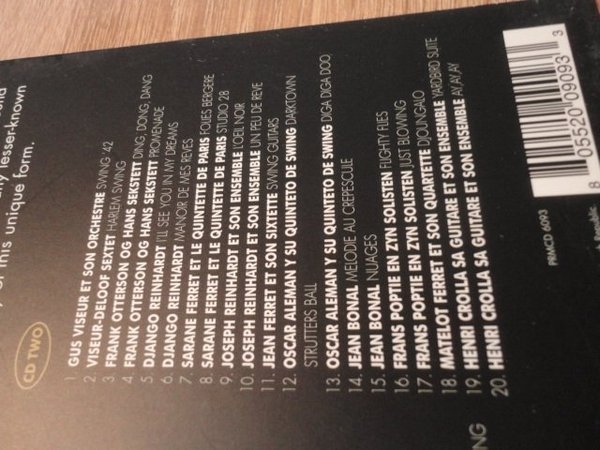 lesser-known
of this unique form.
CD TWO
1. GUS VISEUR ET SON ORCHESTRE SWING '42
2. VISEUR-DELOOF SEXTET HARLEM SWING
3. FRANK OTTERSON OG HANS SEKSTETT DING, DONG, DANG
4. FRANK OTTERSON OG HANS SEKSTETT PROMENADE
5. DJANGO REINHARDT I'LL SEE YOU IN MY DREAMS
6. DJANGO REINHARDT MANOIR DE MES REVES
7. SARANE FERRET ET LE QUINTETTE DE PARIS FOLIES BERGERE
8. SARANE FERRET ET LE QUINTETTE DE PARIS STUDIO 28
9. JOSEPH REINHARDT ET SON ENSEMBLE L'OEIL NOIR
10. JOSEPH REINHARDT ET SON ENSEMBLE UN PEU DE REVE
11. JEAN FERRET ET SON SIXTETTE SWING GUITARS
12. OSCAR ALEMAN Y SU QUINTETO DE SWING DARKTOWN
STRUTTERS BALL
13. OSCAR ALEMAN Y SU QUINTETO DE SWING DIGA DIGA DOO
14. JEAN BONAL MELODIE AU CREPESCULE
15. JEAN BONAL NUAGES
16. FRANS POPTIE EN ZYN SOLISTEN FLIGHTY FLIES
17. FRANS POPTIE EN ZYN SOLISTEN JUST BLOWING
18. MATELOT FERRET ET SON QUARTETTE DJOUNGALO
19. HENRI CROLLA SA GUITARE ET SON ENSEMBLE YARDBIRD SUITE
20. HENRI CROLLA SA GUITARE ET SON ENSEMBLE AY AY AY
PRMCD 6093
8 05520 09093 3